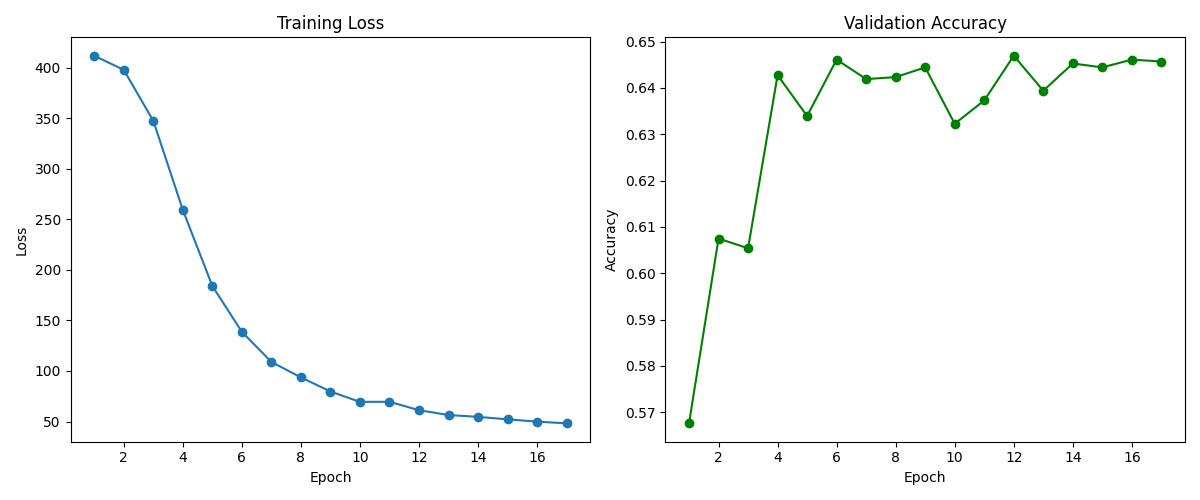 Training Loss
Loss
400
350
300
250
200
150
100
50
2 4 6 8 10 12 14 16
Epoch
Validation Accuracy
Accuracy
0.65
0.64
0.63
0.62
0.61
0.60
0.59
0.58
0.57
2 4 6 8 10 12 14 16
Epoch